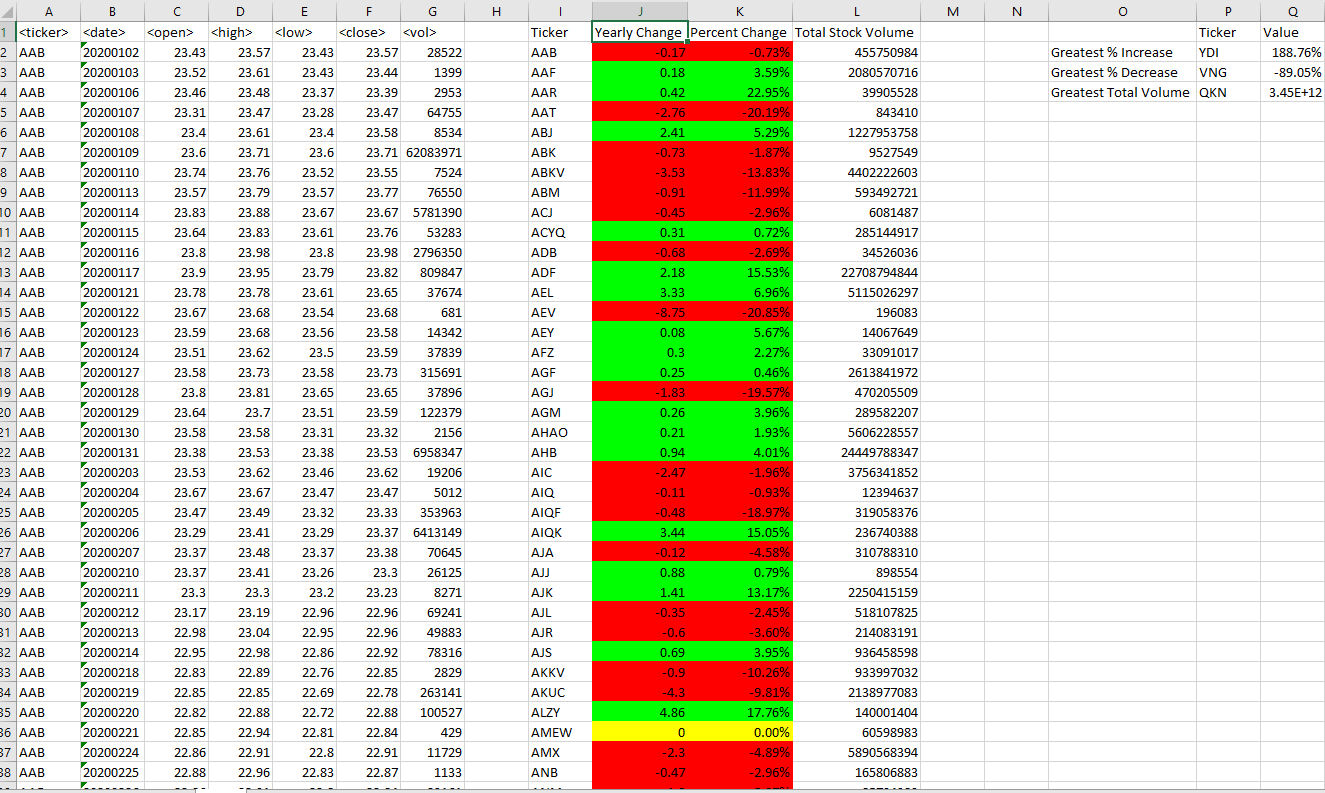 A B C D E F G H I J K L M N O P Q
1 <ticker> <date> <open> <high> <low> <close> <vol> Ticker Yearly Change Percent Change Total Stock Volume Ticker Value
2 AAB 20200102 23.43 23.57 23.43 23.57 28522 AAB -0.17 -0.73% 455750984 Greatest % Increase YDI 188.76%
3 AAB 20200103 23.52 23.61 23.43 23.44 1399 AAF 0.18 3.59% 2080570716 Greatest % Decrease VNG -89.05%
4 AAB 20200106 23.46 23.48 23.37 23.39 2953 AAR 0.42 22.95% 39905528 Greatest Total Volume QKN 3.45E+12
5 AAB 20200107 23.31 23.47 23.28 23.47 64755 AAT -2.76 -20.19% 843410
6 AAB 20200108 23.4 23.61 23.4 23.58 8534 ABJ 2.41 5.29% 1227953758
7 AAB 20200109 23.6 23.71 23.6 23.71 62083971 ABK -0.73 -1.87% 9527549
8 AAB 20200110 23.74 23.76 23.52 23.55 7524 ABKV -3.53 -13.83% 4402222603
9 AAB 20200113 23.57 23.79 23.57 23.77 76550 ABM -0.91 -11.99% 593492721
10 AAB 20200114 23.83 23.88 23.67 23.67 5781390 ACJ -0.45 -2.96% 6081487
11 AAB 20200115 23.64 23.83 23.61 23.76 53283 ACYQ 0.31 0.72% 285144917
12 AAB 20200116 23.8 23.98 23.8 23.98 2796350 ADB -0.68 -2.69% 34526036
13 AAB 20200117 23.9 23.95 23.79 23.82 809847 ADF 2.18 15.53% 22708794844
14 AAB 20200121 23.78 23.78 23.61 23.65 37674 AEL 3.33 6.96% 5115026297
15 AAB 20200122 23.67 23.68 23.54 23.68 681 AEV -8.75 -20.85% 196083
16 AAB 20200123 23.59 23.68 23.56 23.58 14342 AEY 0.08 5.67% 14067649
17 AAB 20200124 23.51 23.62 23.5 23.59 37839 AFZ 0.3 2.27% 33091017
18 AAB 20200127 23.58 23.73 23.58 23.73 315691 AGF 0.25 0.46% 2613841972
19 AAB 20200128 23.8 23.81 23.65 23.65 37896 AGJ -1.83 -19.57% 470205509
20 AAB 20200129 23.64 23.7 23.51 23.59 122379 AGM 0.26 3.96% 289582207
21 AAB 20200130 23.58 23.58 23.31 23.32 2156 AHAO 0.21 1.93% 5606228557
22 AAB 20200131 23.38 23.53 23.38 23.53 6958347 AHB 0.94 4.01% 24449788347
23 AAB 20200203 23.53 23.62 23.46 23.62 19206 AIC -2.47 -1.96% 3756341852
24 AAB 20200204 23.67 23.67 23.47 23.47 5012 AIQ -0.11 -0.93% 12394637
25 AAB 20200205 23.47 23.49 23.32 23.33 353963 AIQF -0.48 -18.97% 319058376
26 AAB 20200206 23.29 23.41 23.29 23.37 6413149 AIQK 3.44 15.05% 236740388
27 AAB 20200207 23.37 23.48 23.37 23.38 70645 AJA -0.12 -4.58% 310788310
28 AAB 20200210 23.37 23.41 23.26 23.3 26125 AJJ 0.88 0.79% 898554
29 AAB 20200211 23.3 23.3 23.2 23.23 8271 AJK 1.41 13.17% 2250415159
30 AAB 20200212 23.17 23.19 22.96 22.96 69241 AJL -0.35 -2.45% 518107825
31 AAB 20200213 22.98 23.04 22.95 22.96 49883 AJR -0.6 -3.60% 214083191
32 AAB 20200214 22.95 22.98 22.86 22.92 78316 AJS 0.69 3.95% 936458598
33 AAB 20200218 22.83 22.89 22.76 22.85 2829 AKKV -0.9 -10.26% 933997032
34 AAB 20200219 22.85 22.85 22.69 22.78 263141 AKUC -4.3 -9.81% 2138977083
35 AAB 20200220 22.82 22.88 22.72 22.88 100527 ALZY 4.86 17.76% 140001404
36 AAB 20200221 22.85 22.94 22.81 22.84 429 AMEW 0 0.00% 60598983
37 AAB 20200224 22.86 22.91 22.8 22.91 11729 AMX -2.3 -4.89% 5890568394
38 AAB 20200225 22.88 22.96 22.83 22.87 1133 ANB -0.47 -2.96% 165806883